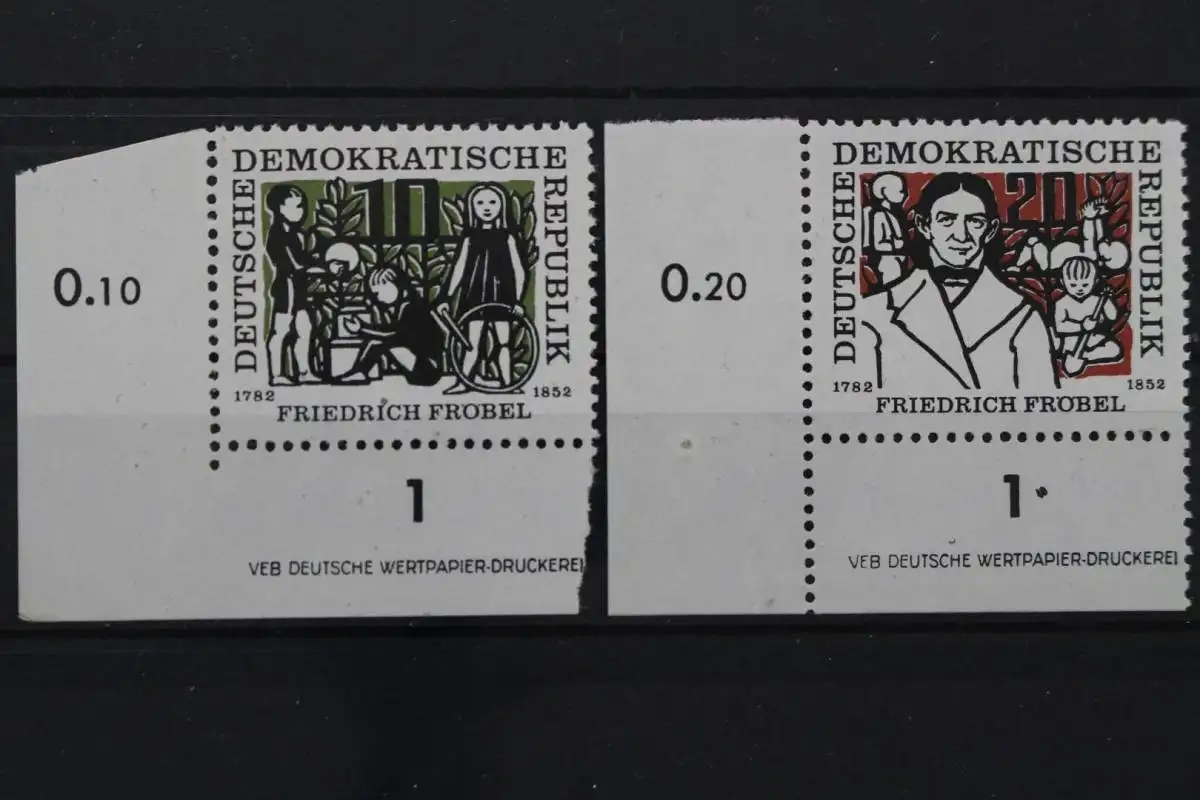 DEUTSCHE DEMOKRATISCHE REPUBLIK
10
0.10
1782 1852
FRIEDRICH FRÖBEL
1
VEB DEUTSCHE WERTPAPIER-DRUCKEREI
DEUTSCHE DEMOKRATISCHE REPUBLIK
20
0.20
1782 1852
FRIEDRICH FRÖBEL
1
VEB DEUTSCHE WERTPAPIER-DRUCKEREI